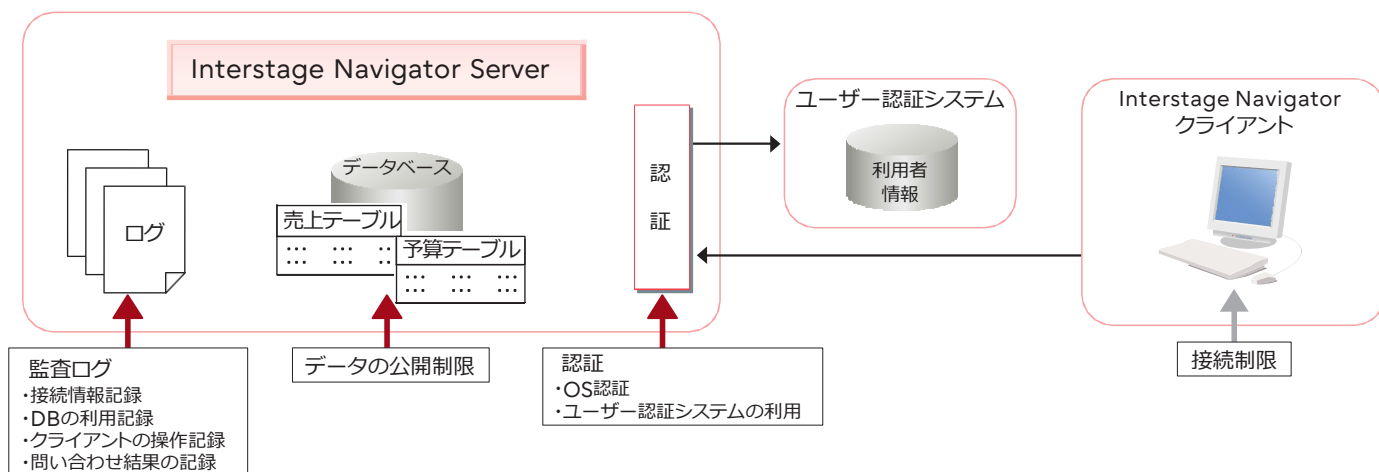 Interstage Navigator Server
ログ
データベース
売上テーブル
… … …
予算テーブル
… … …
… … …
認
証
ユーザー認証システム
利用者
情報
Interstage Navigator
クライアント
監査ログ
・接続情報記録
・DBの利用記録
・クライアントの操作記録
・問い合わせ結果の記録
データの公開制限
認証
・OS認証
・ユーザー認証システムの利用
接続制限